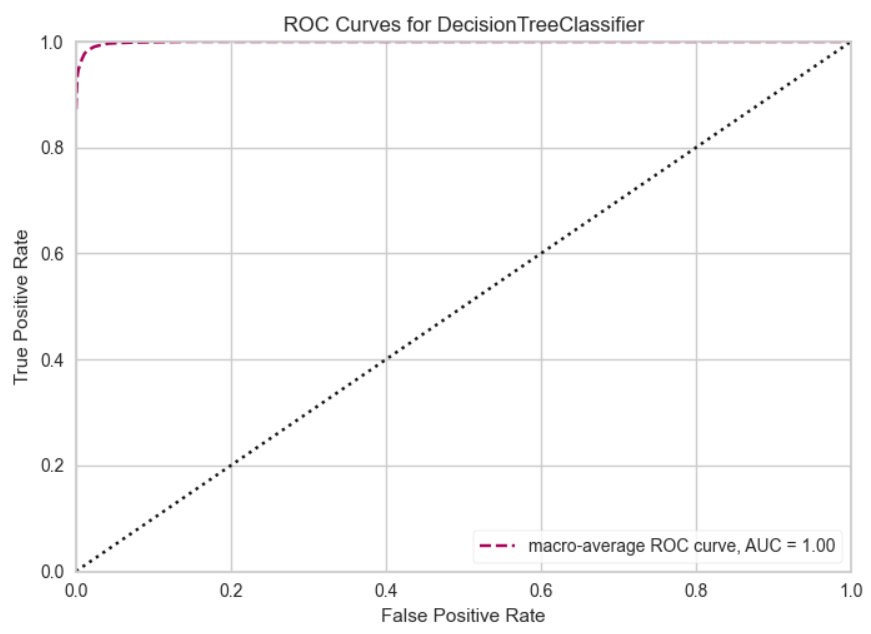 ROC Curves for DecisionTreeClassifier
1.0
0.8
0.6
0.4
0.2
0.0
True Positive Rate
macro-average ROC curve, AUC = 1.00
0.0 0.2 0.4 0.6 0.8 1.0
False Positive Rate